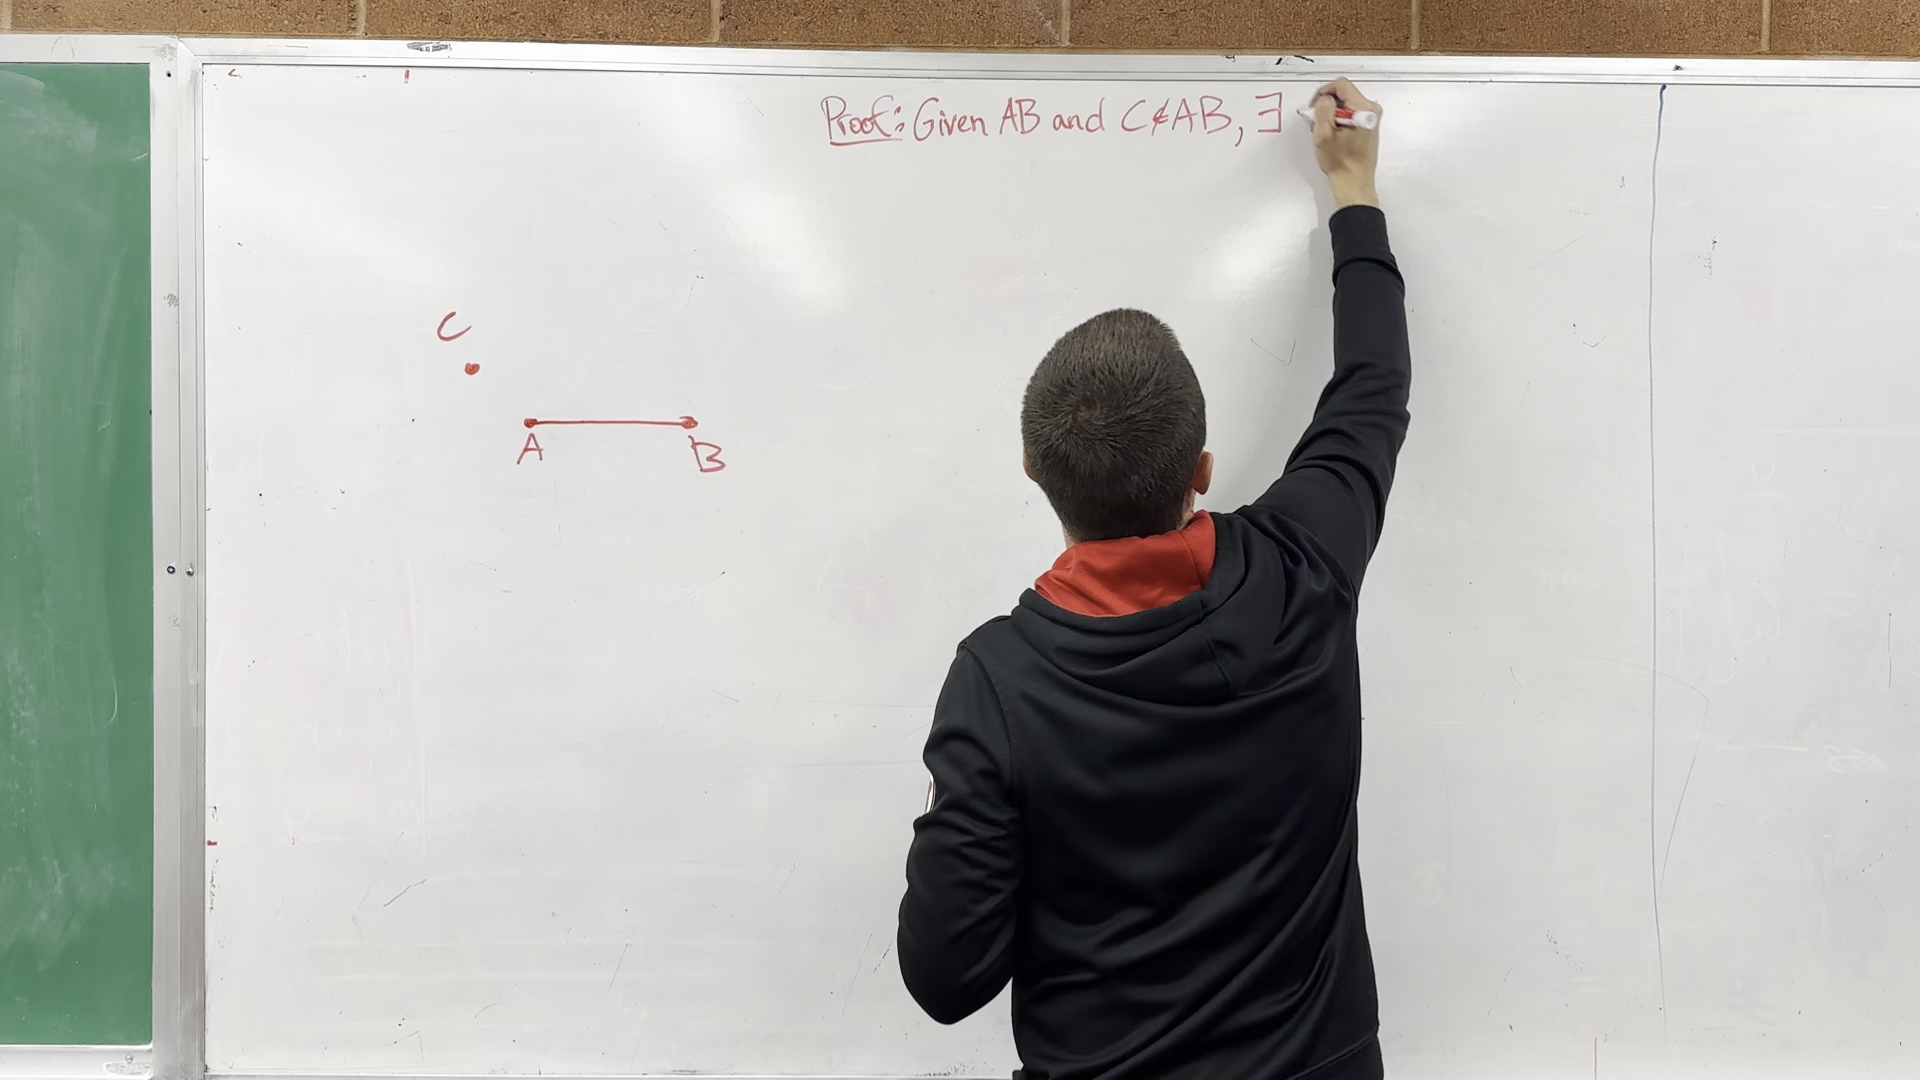 Proof: Given AB and C∉AB, ∃
C
A
B